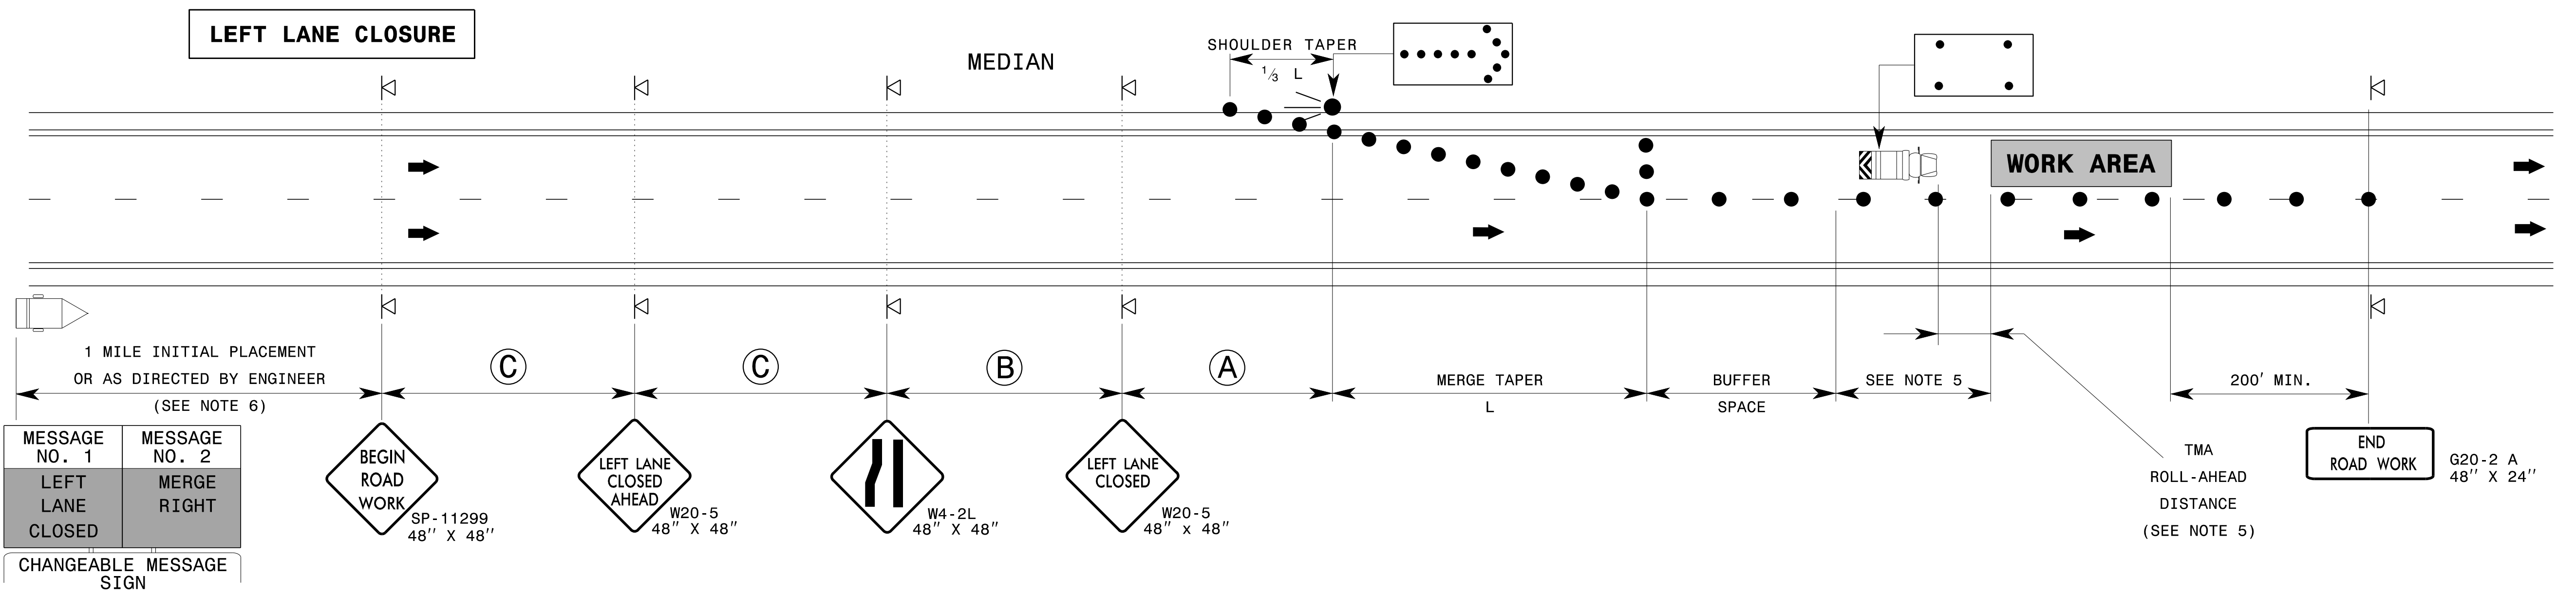 LEFT LANE CLOSURE
MEDIAN
SHOULDER TAPER
1/3 L
WORK AREA
1 MILE INITIAL PLACEMENT
OR AS DIRECTED BY ENGINEER
(SEE NOTE 6)
C
C
B
A
MERGE TAPER
L
BUFFER
SPACE
SEE NOTE 5
200' MIN.
MESSAGE
NO. 1
MESSAGE
NO. 2
LEFT
LANE
CLOSED
MERGE
RIGHT
CHANGEABLE MESSAGE
SIGN
BEGIN
ROAD
WORK
SP-11299
48" X 48"
LEFT LANE
CLOSED
AHEAD
W20-5
48" X 48"
W4-2L
48" X 48"
LEFT LANE
CLOSED
W20-5
48" x 48"
TMA
ROLL-AHEAD
DISTANCE
(SEE NOTE 5)
END
ROAD WORK
G20-2 A
48" X 24"